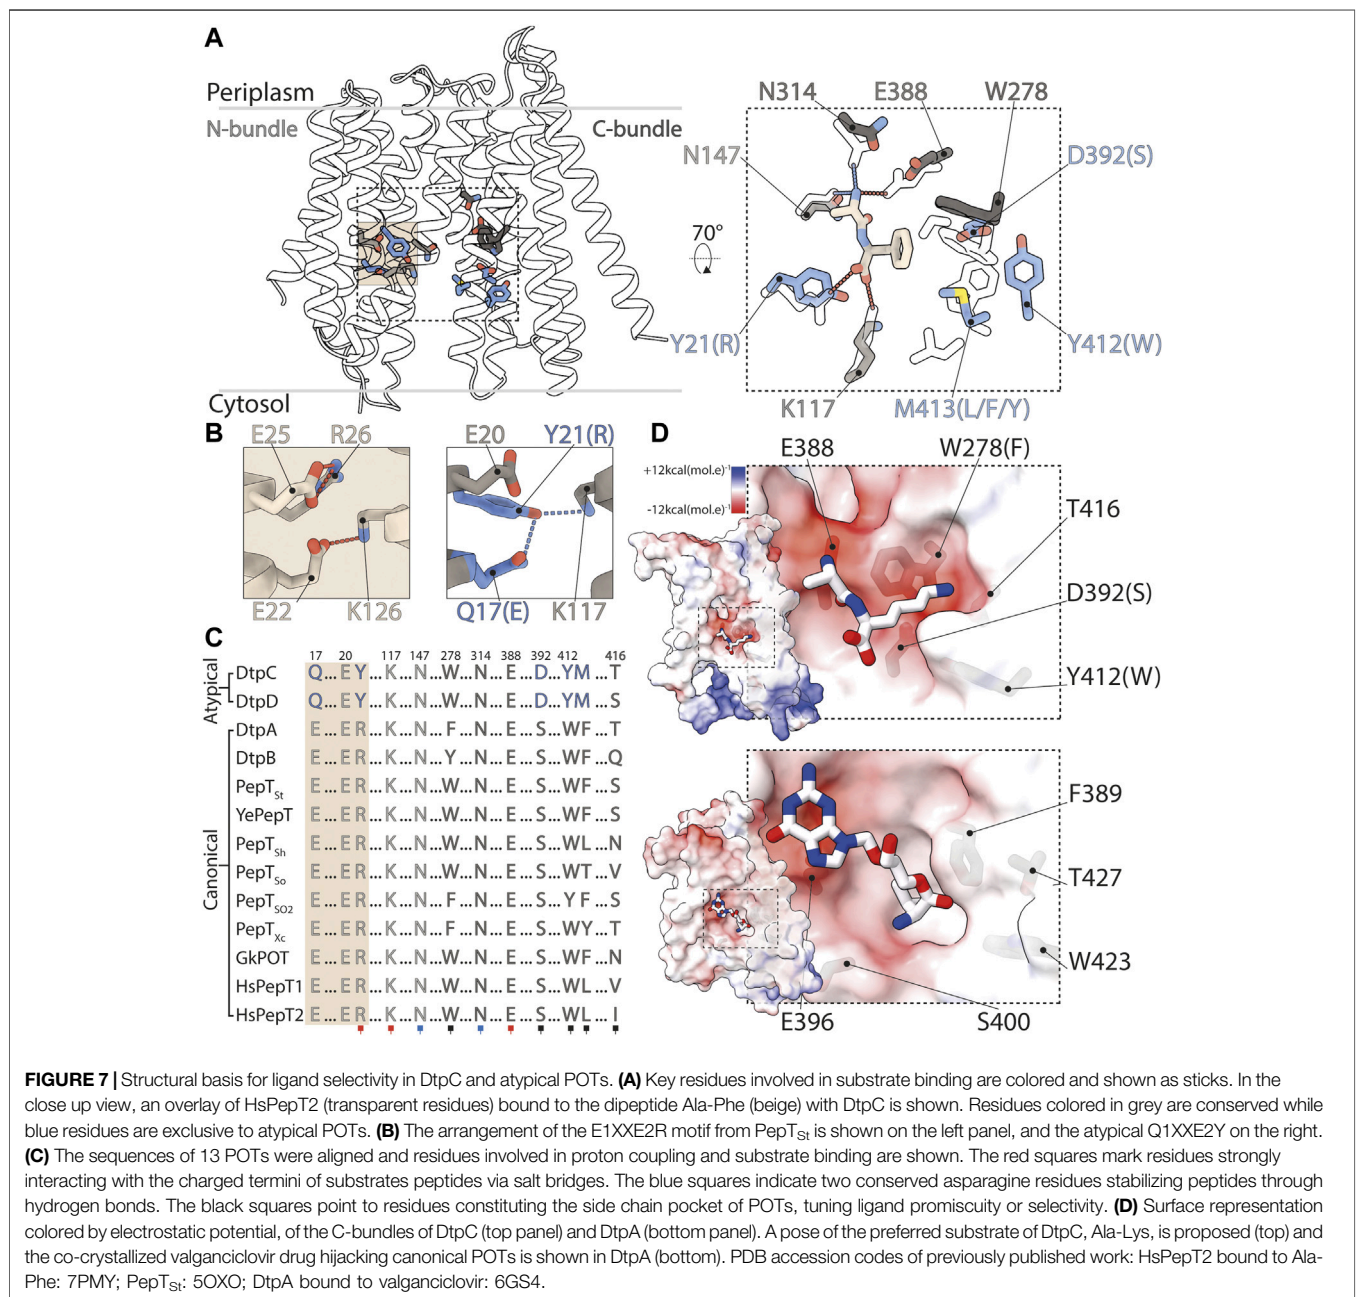 A
Periplasm
N-bundle
C-bundle
Cytosol
70°
N314
E388
W278
N147
D392(S)
Y21(R)
Y412(W)
K117
M413(L/F/Y)
B
E25
R26
E22
K126
E20
Y21(R)
Q17(E)
K117
C
17 20 117 147 278 314 388 392 412 416
Atypical
DtpC Q...E Y...K...N...W...N...E...D...YM...T
DtpD Q...E Y...K...N...W...N...E...D...YM...S
Canonical
DtpA E...E R...K...N...F...N...E...S...WF...T
DtpB E...E R...K...N...Y...N...E...S...WF...Q
PepTSt E...E R...K...N...W...N...E...S...WF...S
YePepT E...E R...K...N...W...N...E...S...WF...S
PepTSh E...E R...K...N...W...N...E...S...WL...N
PepTSo E...E R...K...N...W...N...E...S...WT...V
PepTSO2 E...E R...K...N...F...N...E...S...YF...S
PepTXc E...E R...K...N...F...N...E...S...WY...T
GkPOT E...E R...K...N...W...N...E...S...WF...N
HsPepT1 E...E R...K...N...W...N...E...S...WL...V
HsPepT2 E...E R...K...N...W...N...E...S...WL...I
D
+12kcal(mol.e)-1
-12kcal(mol.e)-1
E388
W278(F)
T416
D392(S)
Y412(W)
F389
T427
W423
E396
S400
FIGURE 7 | Structural basis for ligand selectivity in DtpC and atypical POTs. (A) Key residues involved in substrate binding are colored and shown as sticks. In the
close up view, an overlay of HsPepT2 (transparent residues) bound to the dipeptide Ala-Phe (beige) with DtpC is shown. Residues colored in grey are conserved while
blue residues are exclusive to atypical POTs. (B) The arrangement of the E1XXE2R motif from PepTSt is shown on the left panel, and the atypical Q1XXE2Y on the right.
(C) The sequences of 13 POTs were aligned and residues involved in proton coupling and substrate binding are shown. The red squares mark residues strongly
interacting with the charged termini of substrates peptides via salt bridges. The blue squares indicate two conserved asparagine residues stabilizing peptides through
hydrogen bonds. The black squares point to residues constituting the side chain pocket of POTs, tuning ligand promiscuity or selectivity. (D) Surface representation
colored by electrostatic potential, of the C-bundles of DtpC (top panel) and DtpA (bottom panel). A pose of the preferred substrate of DtpC, Ala-Lys, is proposed (top) and
the co-crystallized valganciclovir drug hijacking canonical POTs is shown in DtpA (bottom). PDB accession codes of previously published work: HsPepT2 bound to Ala-
Phe: 7PMY; PepTSt: 5OXO; DtpA bound to valganciclovir: 6GS4.